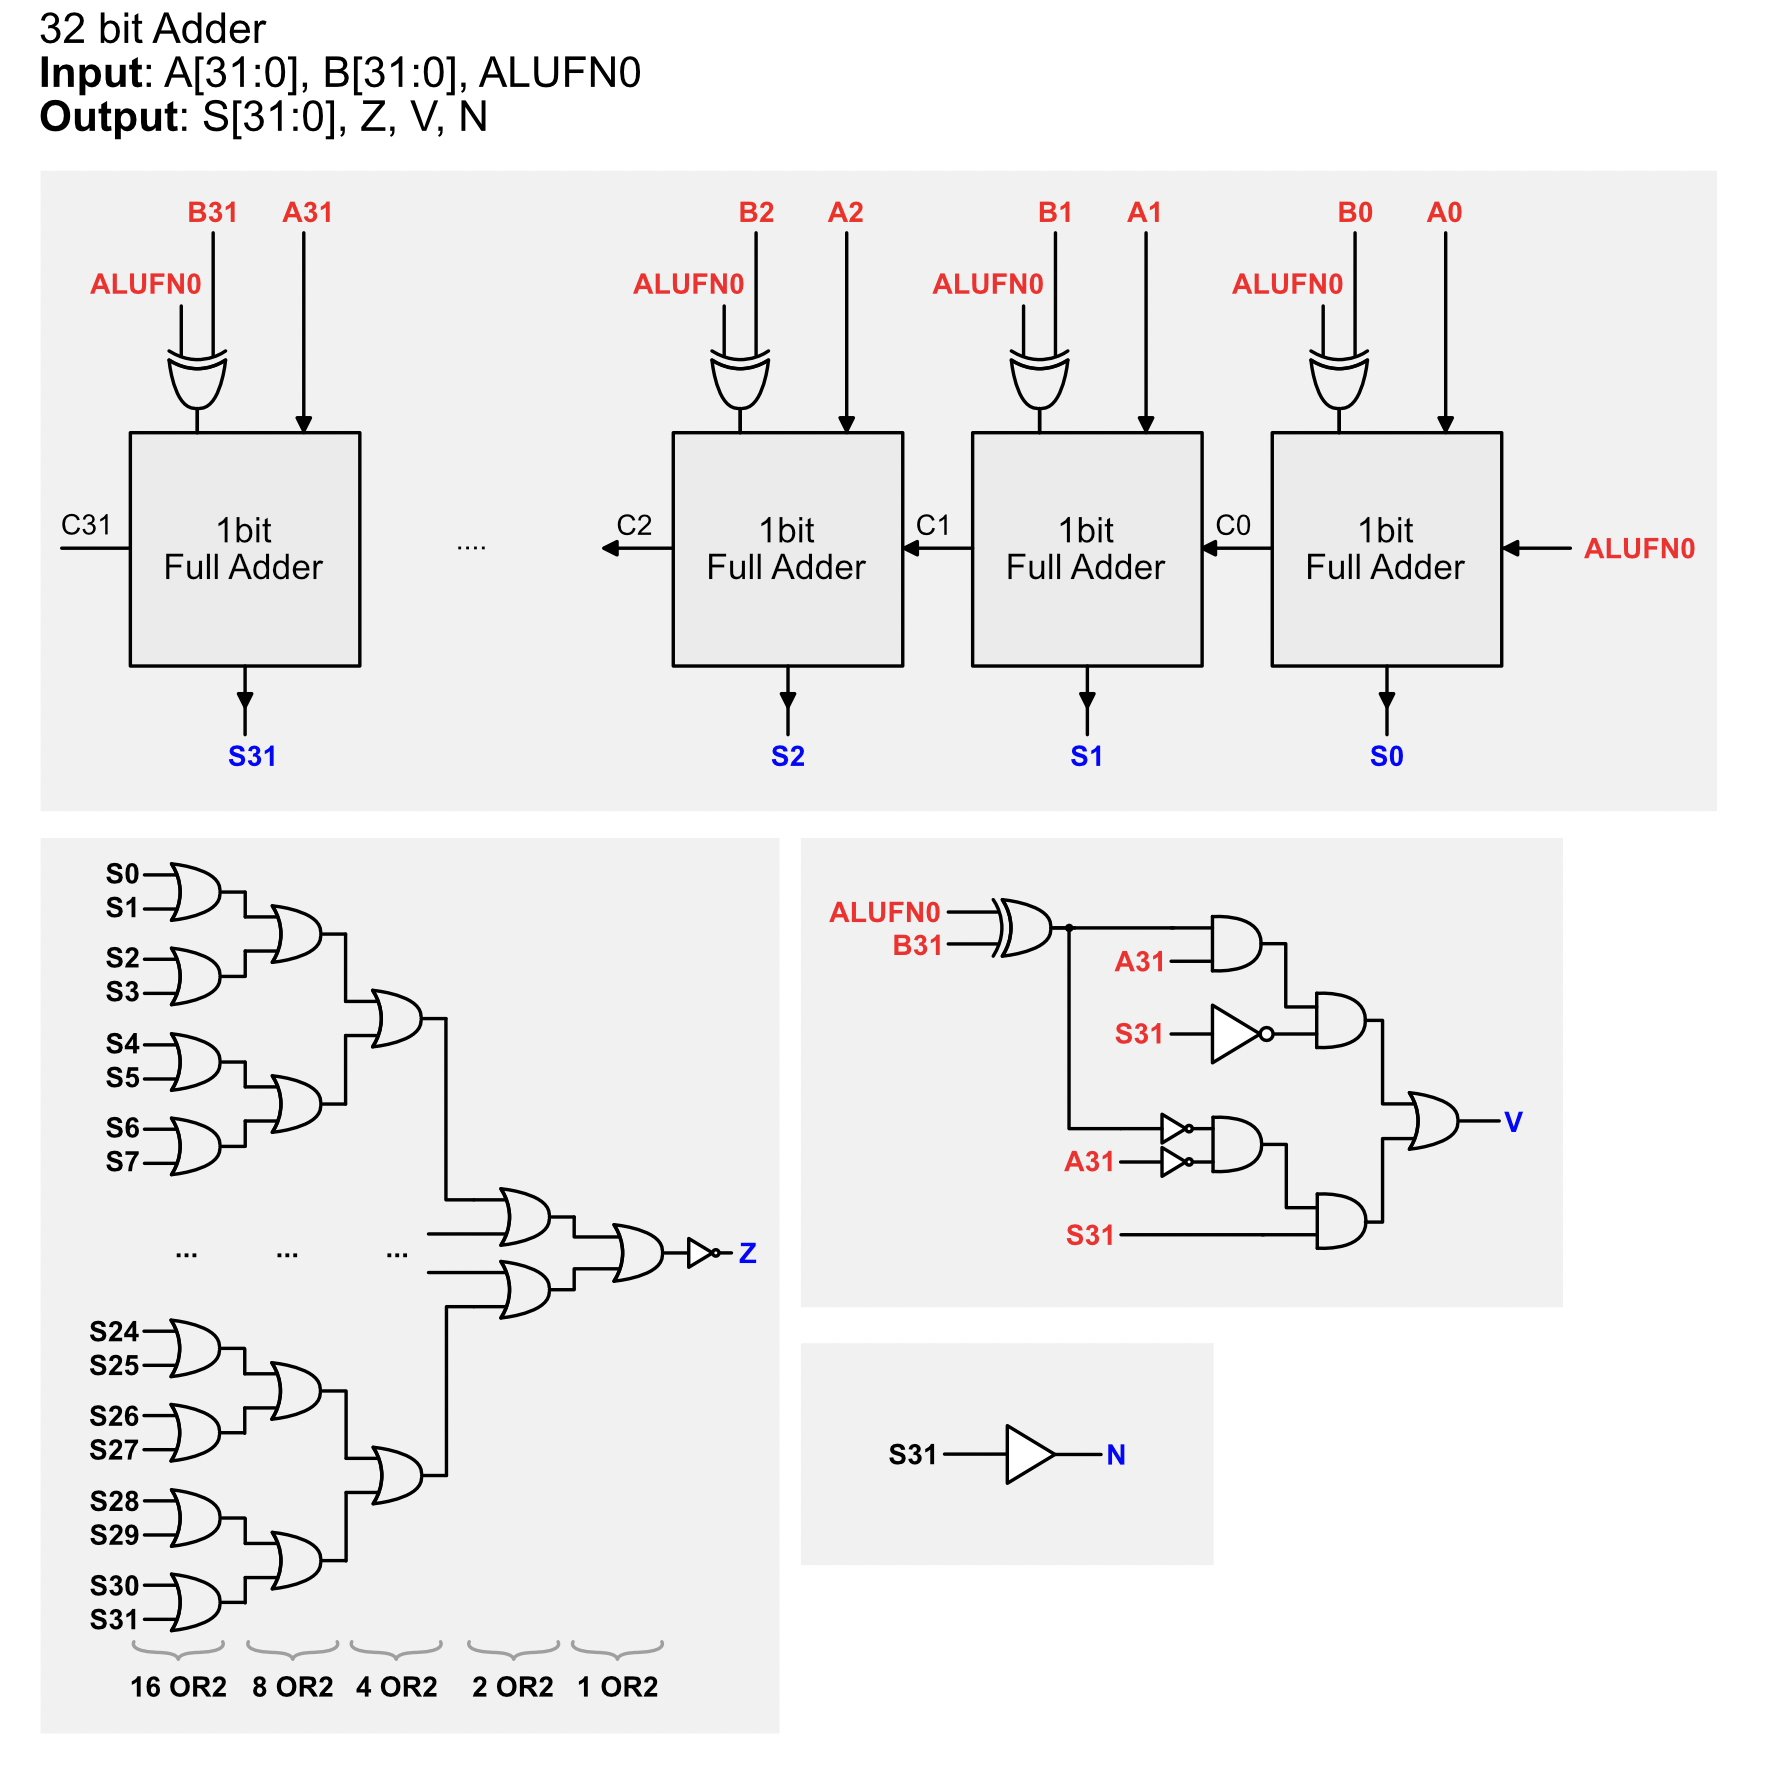 32 bit Adder
Input: A[31:0], B[31:0], ALUFN0
Output: S[31:0], Z, V, N
B31 A31 B2 A2 B1 A1 B0 A0
ALUFN0 ALUFN0 ALUFN0 ALUFN0
C31 1bit Full Adder .... C2 1bit Full Adder C1 1bit Full Adder C0 1bit Full Adder ALUFN0
S31 S2 S1 S0
S0
S1
S2
S3
S4
S5
S6
S7
... ... ... Z
S24
S25
S26
S27
S28
S29
S30
S31
16 OR2 8 OR2 4 OR2 2 OR2 1 OR2
ALUFN0
B31
A31
S31
V
A31
S31
S31 N